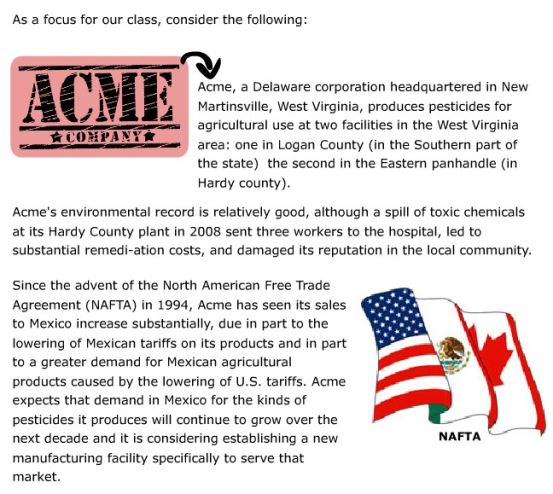 As a focus for our class, consider the following:
ACME
★COMPANY★
Acme, a Delaware corporation headquartered in New
Martinsville, West Virginia, produces pesticides for
agricultural use at two facilities in the West Virginia
area: one in Logan County (in the Southern part of
the state)  the second in the Eastern panhandle (in
Hardy county).
Acme's environmental record is relatively good, although a spill of toxic chemicals
at its Hardy County plant in 2008 sent three workers to the hospital, led to
substantial remedi-ation costs, and damaged its reputation in the local community.
Since the advent of the North American Free Trade
Agreement (NAFTA) in 1994, Acme has seen its sales
to Mexico increase substantially, due in part to the
lowering of Mexican tariffs on its products and in part
to a greater demand for Mexican agricultural
products caused by the lowering of U.S. tariffs. Acme
expects that demand in Mexico for the kinds of
pesticides it produces will continue to grow over the
next decade and it is considering establishing a new
manufacturing facility specifically to serve that
market.
NAFTA